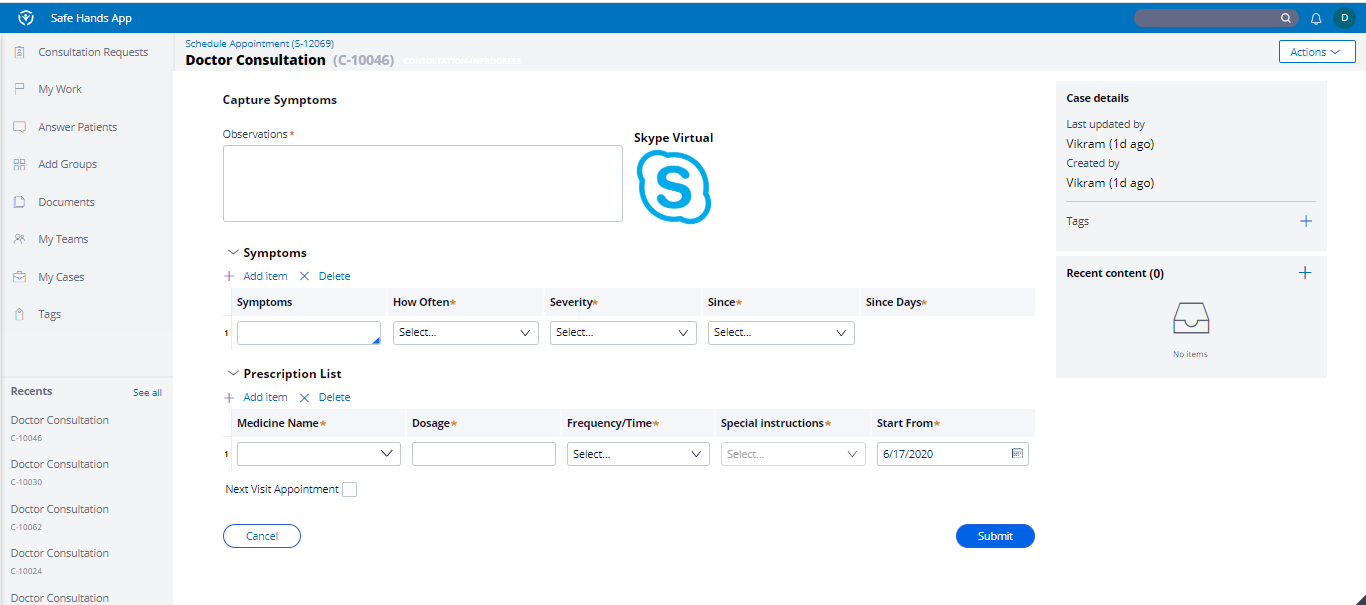 Safe Hands App
D
Consultation Requests
My Work
Answer Patients
Add Groups
Documents
My Teams
My Cases
Tags
Recents See all
Doctor Consultation
C-10046
Doctor Consultation
C-10030
Doctor Consultation
C-10062
Doctor Consultation
C-10024
Doctor Consultation
Schedule Appointment (S-12069)
Doctor Consultation (C-10046) CONSULTATION-INPROGRESS
Actions
Capture Symptoms
Observations*
Skype Virtual
S
Symptoms
Add item Delete
Symptoms How Often* Severity* Since* Since Days*
1 Select... Select... Select...
Prescription List
Add item Delete
Medicine Name* Dosage* Frequency/Time* Special instructions* Start From*
1 Select... Select... 6/17/2020
Next Visit Appointment
Cancel Submit
Case details
Last updated by
Vikram (1d ago)
Created by
Vikram (1d ago)
Tags
Recent content (0)
No items